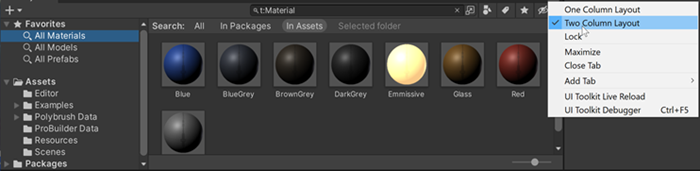 t:Material
Favorites
All Materials
All Models
All Prefabs
Assets
Editor
Examples
Polybrush Data
ProBuilder Data
Resources
Scenes
Packages
Search: All In Packages In Assets Selected folder
Blue BlueGrey BrownGrey DarkGrey Emmissive Glass Red
One Column Layout
Two Column Layout
Lock
Maximize
Close Tab
Add Tab
UI Toolkit Live Reload
UI Toolkit Debugger Ctrl+F5